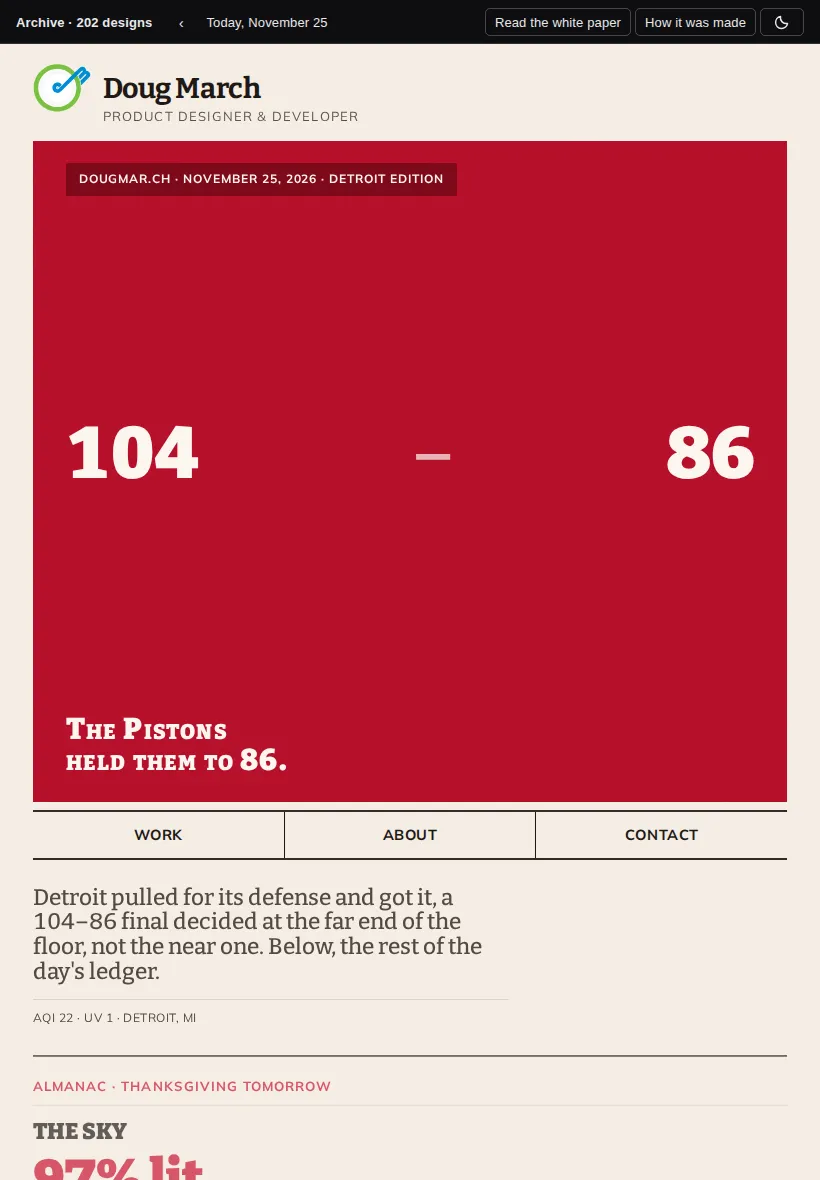 Archive · 202 designs
‹
Today, November 25
Read the white paper
How it was made
Doug March
PRODUCT DESIGNER & DEVELOPER
DOUGMAR.CH · NOVEMBER 25, 2026 · DETROIT EDITION
104 – 86
The Pistons
held them to 86.
WORK
ABOUT
CONTACT
Detroit pulled for its defense and got it, a
104–86 final decided at the far end of the
floor, not the near one. Below, the rest of the
day's ledger.
AQI 22 · UV 1 · DETROIT, MI
ALMANAC · THANKSGIVING TOMORROW
THE SKY
97% lit